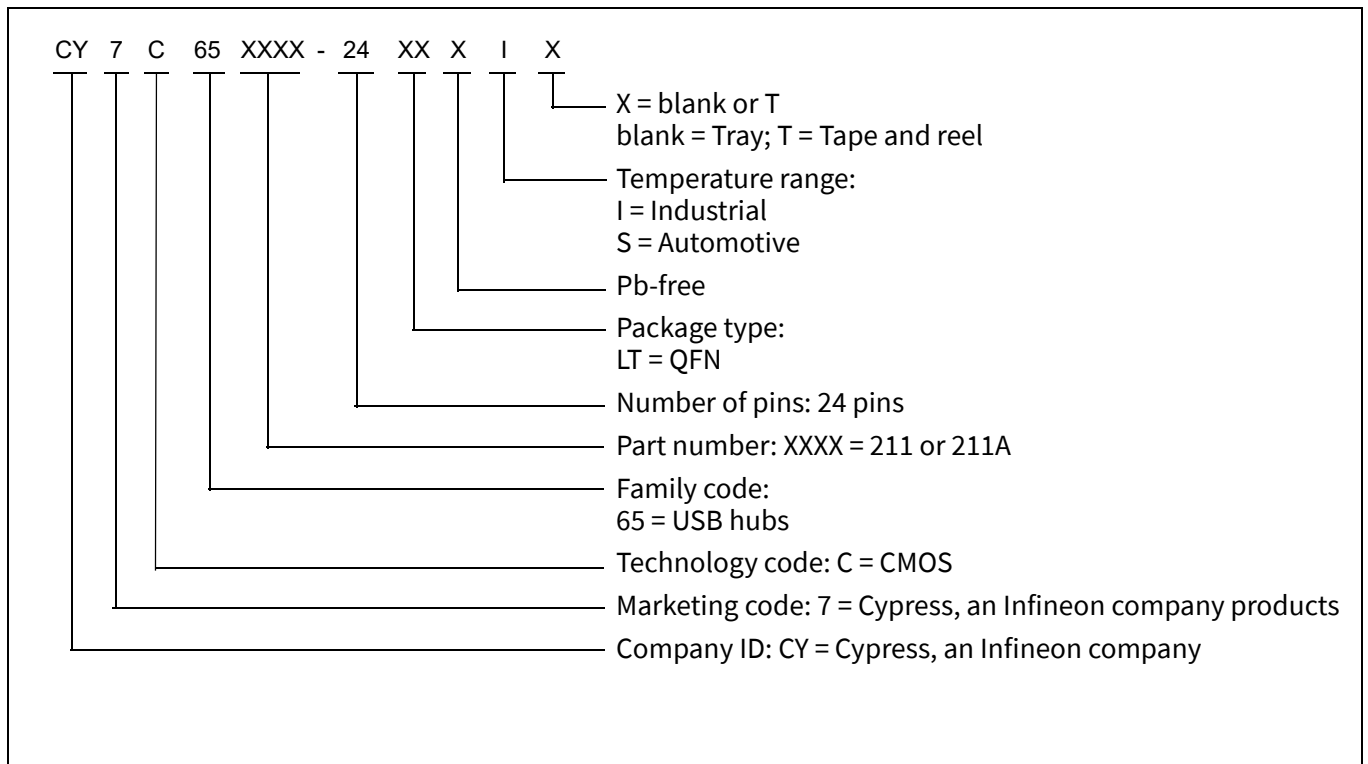 CY 7 C 65 XXXX - 24 XX X I X
X = blank or T
blank = Tray; T = Tape and reel
Temperature range:
I = Industrial
S = Automotive
Pb-free
Package type:
LT = QFN
Number of pins: 24 pins
Part number: XXXX = 211 or 211A
Family code:
65 = USB hubs
Technology code: C = CMOS
Marketing code: 7 = Cypress, an Infineon company products
Company ID: CY = Cypress, an Infineon company